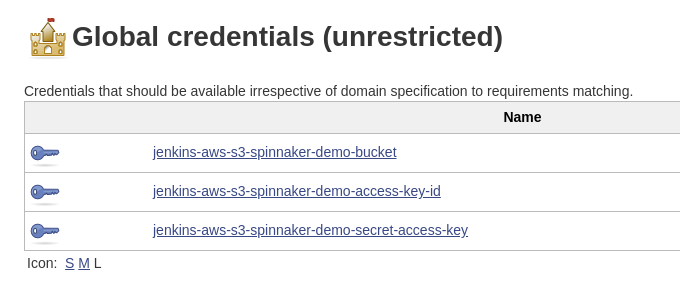 Global credentials (unrestricted)
Credentials that should be available irrespective of domain specification to requirements matching.
Name
jenkins-aws-s3-spinnaker-demo-bucket
jenkins-aws-s3-spinnaker-demo-access-key-id
jenkins-aws-s3-spinnaker-demo-secret-access-key
Icon: S M L